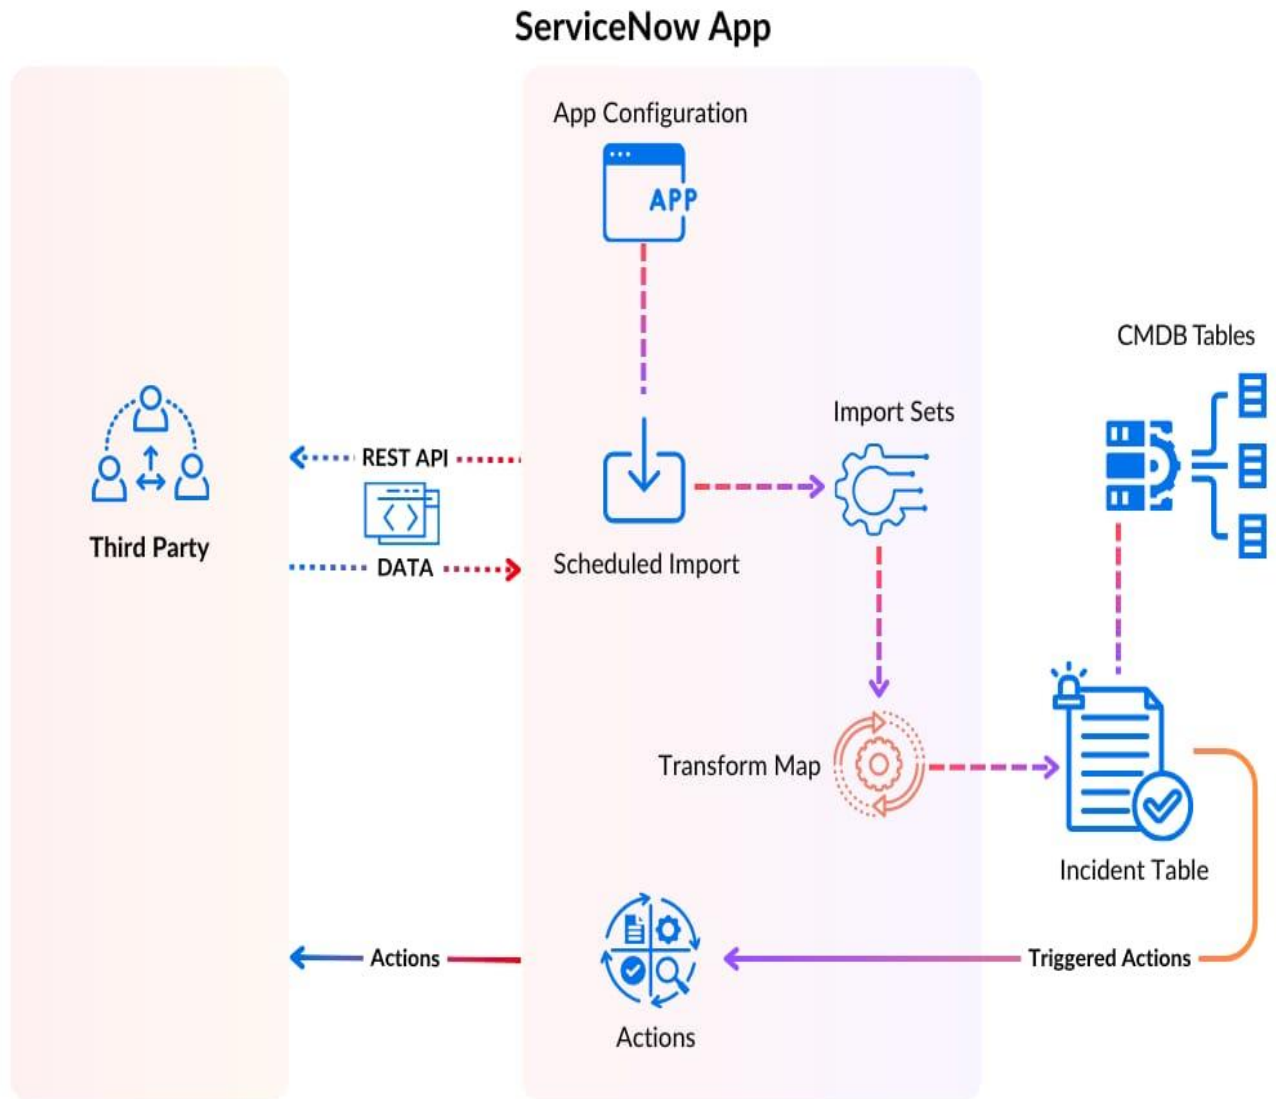 ServiceNow App
App Configuration
APP
CMDB Tables
Import Sets
REST API
Third Party
DATA
Scheduled Import
Transform Map
Incident Table
Actions
Triggered Actions
Actions